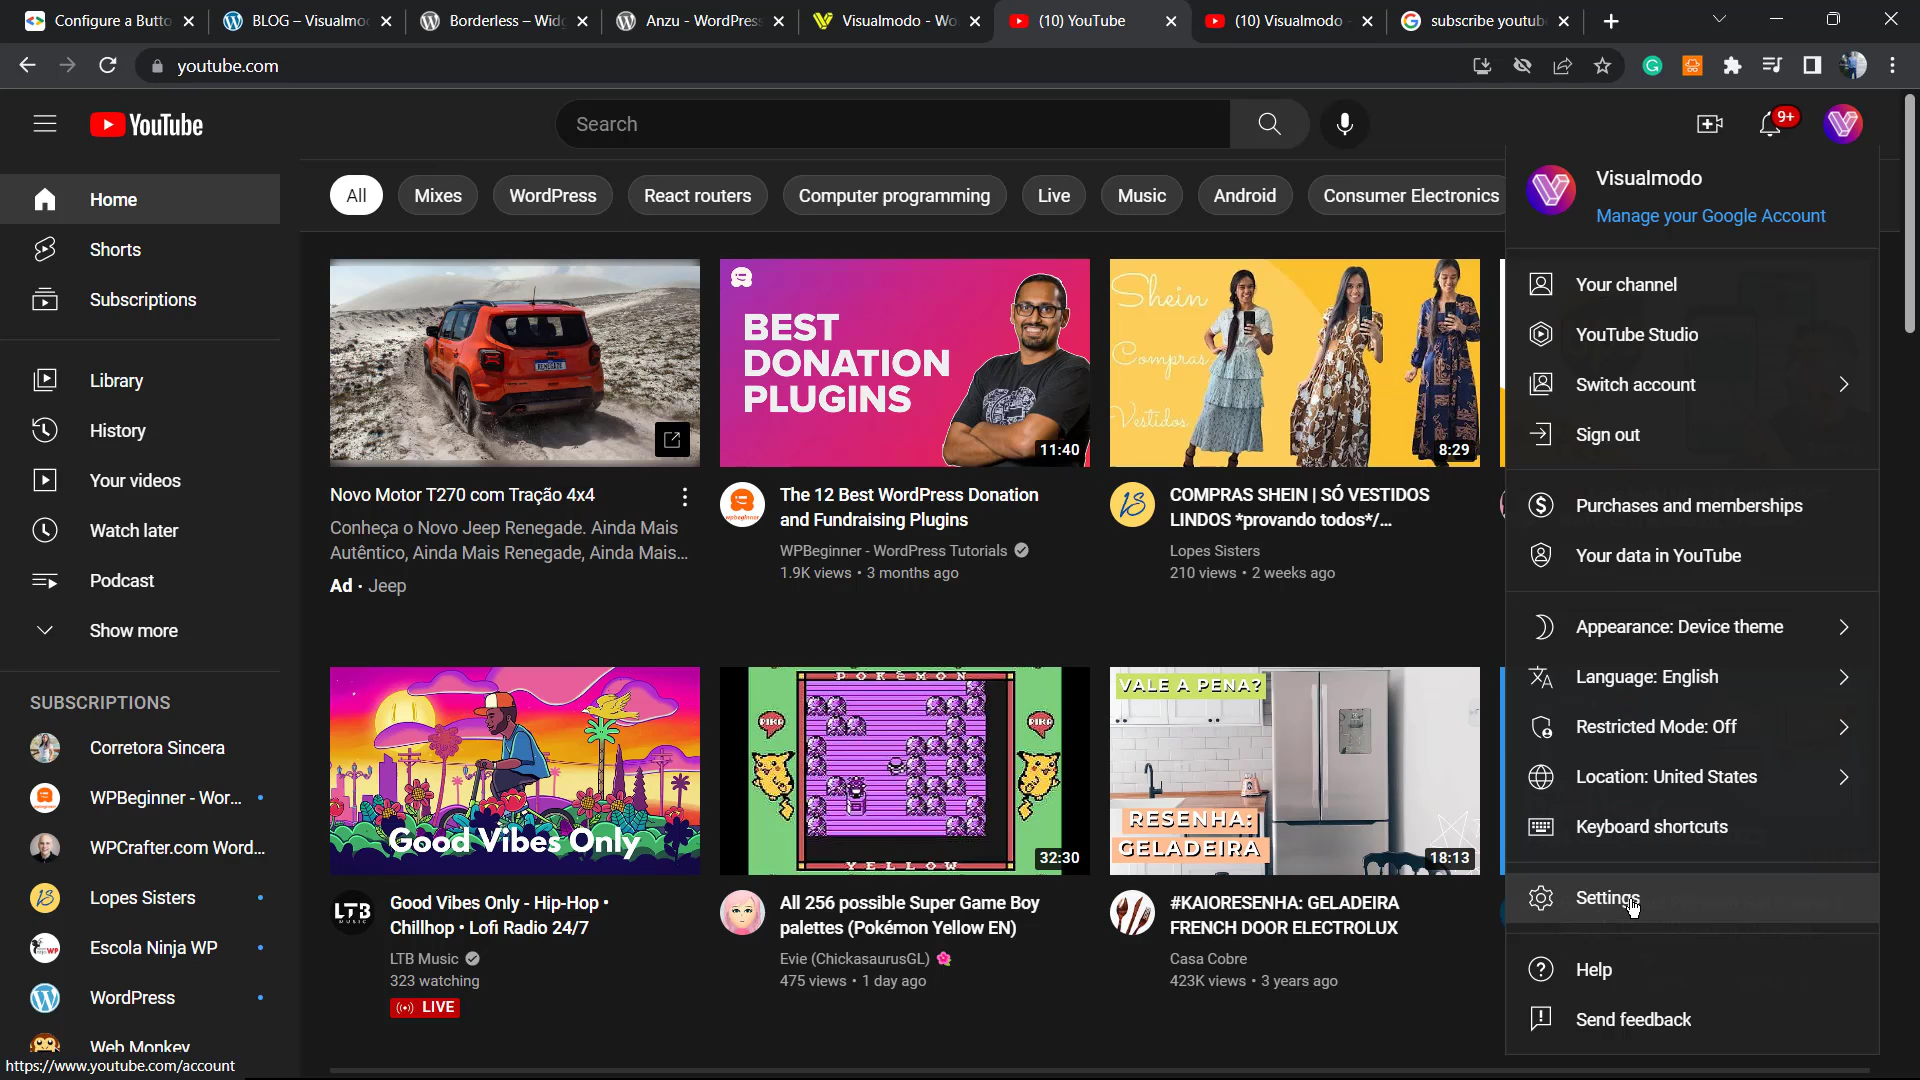 Configure a Butto
BLOG – Visualmo
Borderless – Widg
Anzu - WordPress
Visualmodo - Wo
(10) YouTube
(10) Visualmodo -
subscribe youtub
youtube.com
YouTube
Search
9+
Home
Shorts
Subscriptions
Library
History
Your videos
Watch later
Podcast
Show more
SUBSCRIPTIONS
Corretora Sincera
WPBeginner - Wor...
WPCrafter.com Word...
Lopes Sisters
Escola Ninja WP
WordPress
Web Monkey
https://www.youtube.com/account
All
Mixes
WordPress
React routers
Computer programming
Live
Music
Android
Consumer Electronics
RENEGADE
Novo Motor T270 com Tração 4x4
Conheça o Novo Jeep Renegade. Ainda Mais
Autêntico, Ainda Mais Renegade, Ainda Mais...
Ad · Jeep
BEST
DONATION
PLUGINS
11:40
wpbeginner
The 12 Best WordPress Donation
and Fundraising Plugins
WPBeginner - WordPress Tutorials
1.9K views • 3 months ago
Shein
Compras
Vestidos
8:29
LS
COMPRAS SHEIN | SÓ VESTIDOS
LINDOS *provando todos*/...
Lopes Sisters
210 views • 2 weeks ago
Good Vibes Only
LTB
MUSIC
Good Vibes Only - Hip-Hop •
Chillhop • Lofi Radio 24/7
LTB Music
323 watching
LIVE
POKéMON
PIKA
PIKA
YELLOW
32:30
All 256 possible Super Game Boy
palettes (Pokémon Yellow EN)
Evie (ChickasaurusGL) 🌺
475 views • 1 day ago
VALE A PENA?
RESENHA:
GELADEIRA
18:13
#KAIORESENHA: GELADEIRA
FRENCH DOOR ELECTROLUX
Casa Cobre
423K views • 3 years ago
Visualmodo
Manage your Google Account
Your channel
YouTube Studio
Switch account
Sign out
Purchases and memberships
Your data in YouTube
Appearance: Device theme
Language: English
Restricted Mode: Off
Location: United States
Keyboard shortcuts
Settings
Help
Send feedback